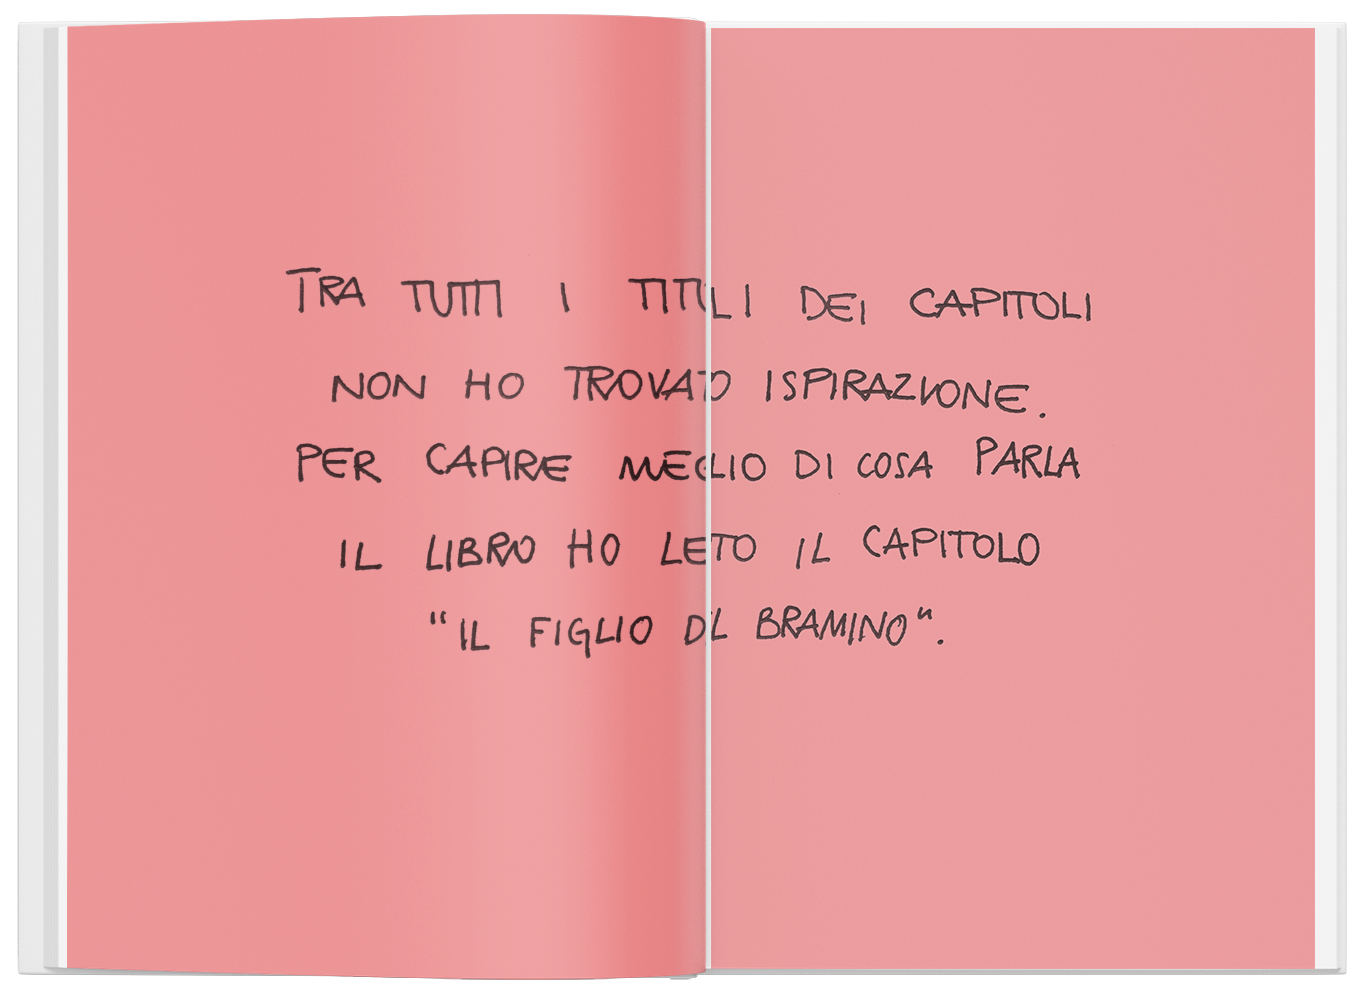 TRA TUTTI I TITOLI DEI CAPITOLI
NON HO TROVATO ISPIRAZIONE.
PER CAPIRE MEGLIO DI COSA PARLA
IL LIBRO HO LETO IL CAPITOLO
"IL FIGLIO DEL BRAMINO".